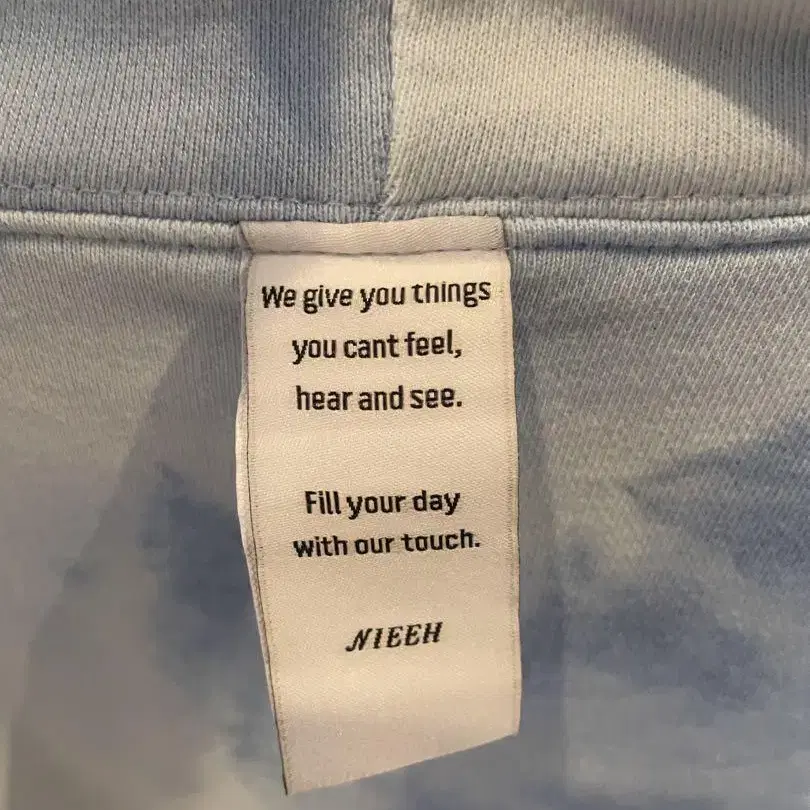 We give you things
you cant feel,
hear and see.
Fill your day
with our touch.
NIEEH